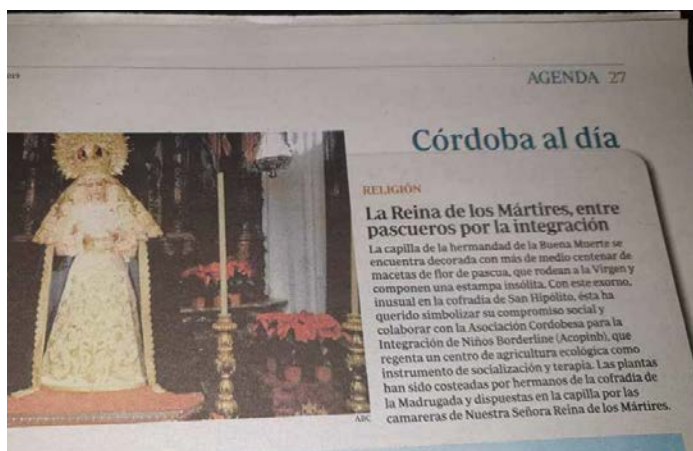 2019
AGENDA 27
Córdoba al día
RELIGIÓN
La Reina de los Mártires, entre
pascueros por la integración
La capilla de la hermandad de la Buena Muerte se
encuentra decorada con más de medio centenar de
macetas de flor de pascua, que rodean a la Virgen y
componen una estampa insólita. Con este exorno,
inusual en la cofradía de San Hipólito, ésta ha
querido simbolizar su compromiso social y
colaborar con la Asociación Cordobesa para la
Integración de Niños Borderline (Acopinb), que
regenta un centro de agricultura ecológica como
instrumento de socialización y terapia. Las plantas
han sido costeadas por hermanos de la cofradía de
la Madrugada y dispuestas en la capilla por las
camareras de Nuestra Señora Reina de los Mártires.
ABC